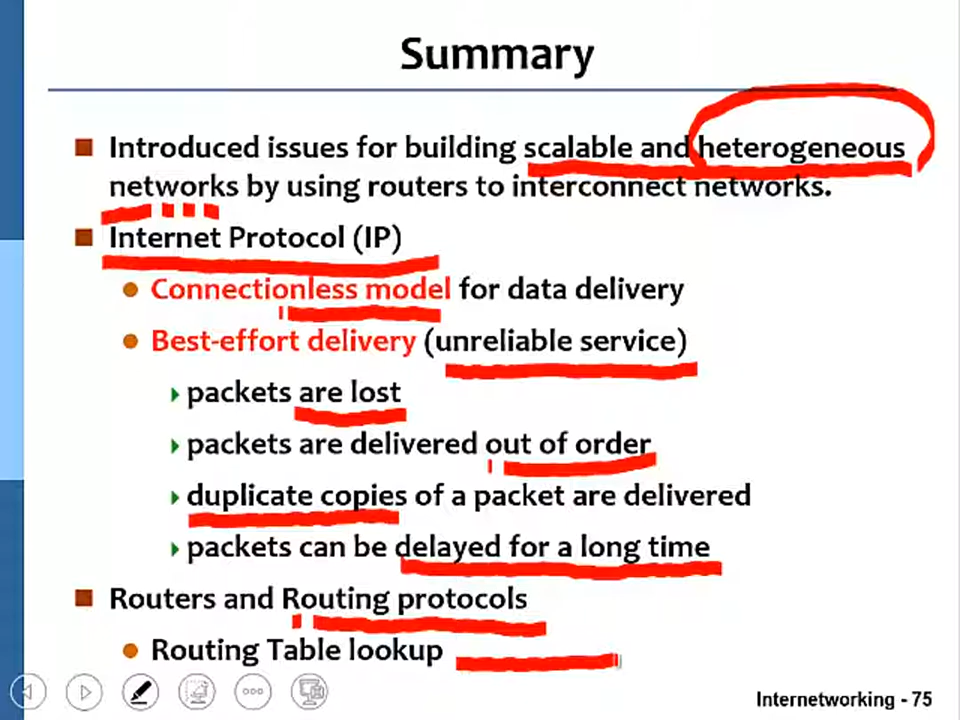 Summary
Introduced issues for building scalable and heterogeneous
networks by using routers to interconnect networks.
Internet Protocol (IP)
Connectionless model for data delivery
Best-effort delivery (unreliable service)
packets are lost
packets are delivered out of order
duplicate copies of a packet are delivered
packets can be delayed for a long time
Routers and Routing protocols
Routing Table lookup
Internetworking - 75